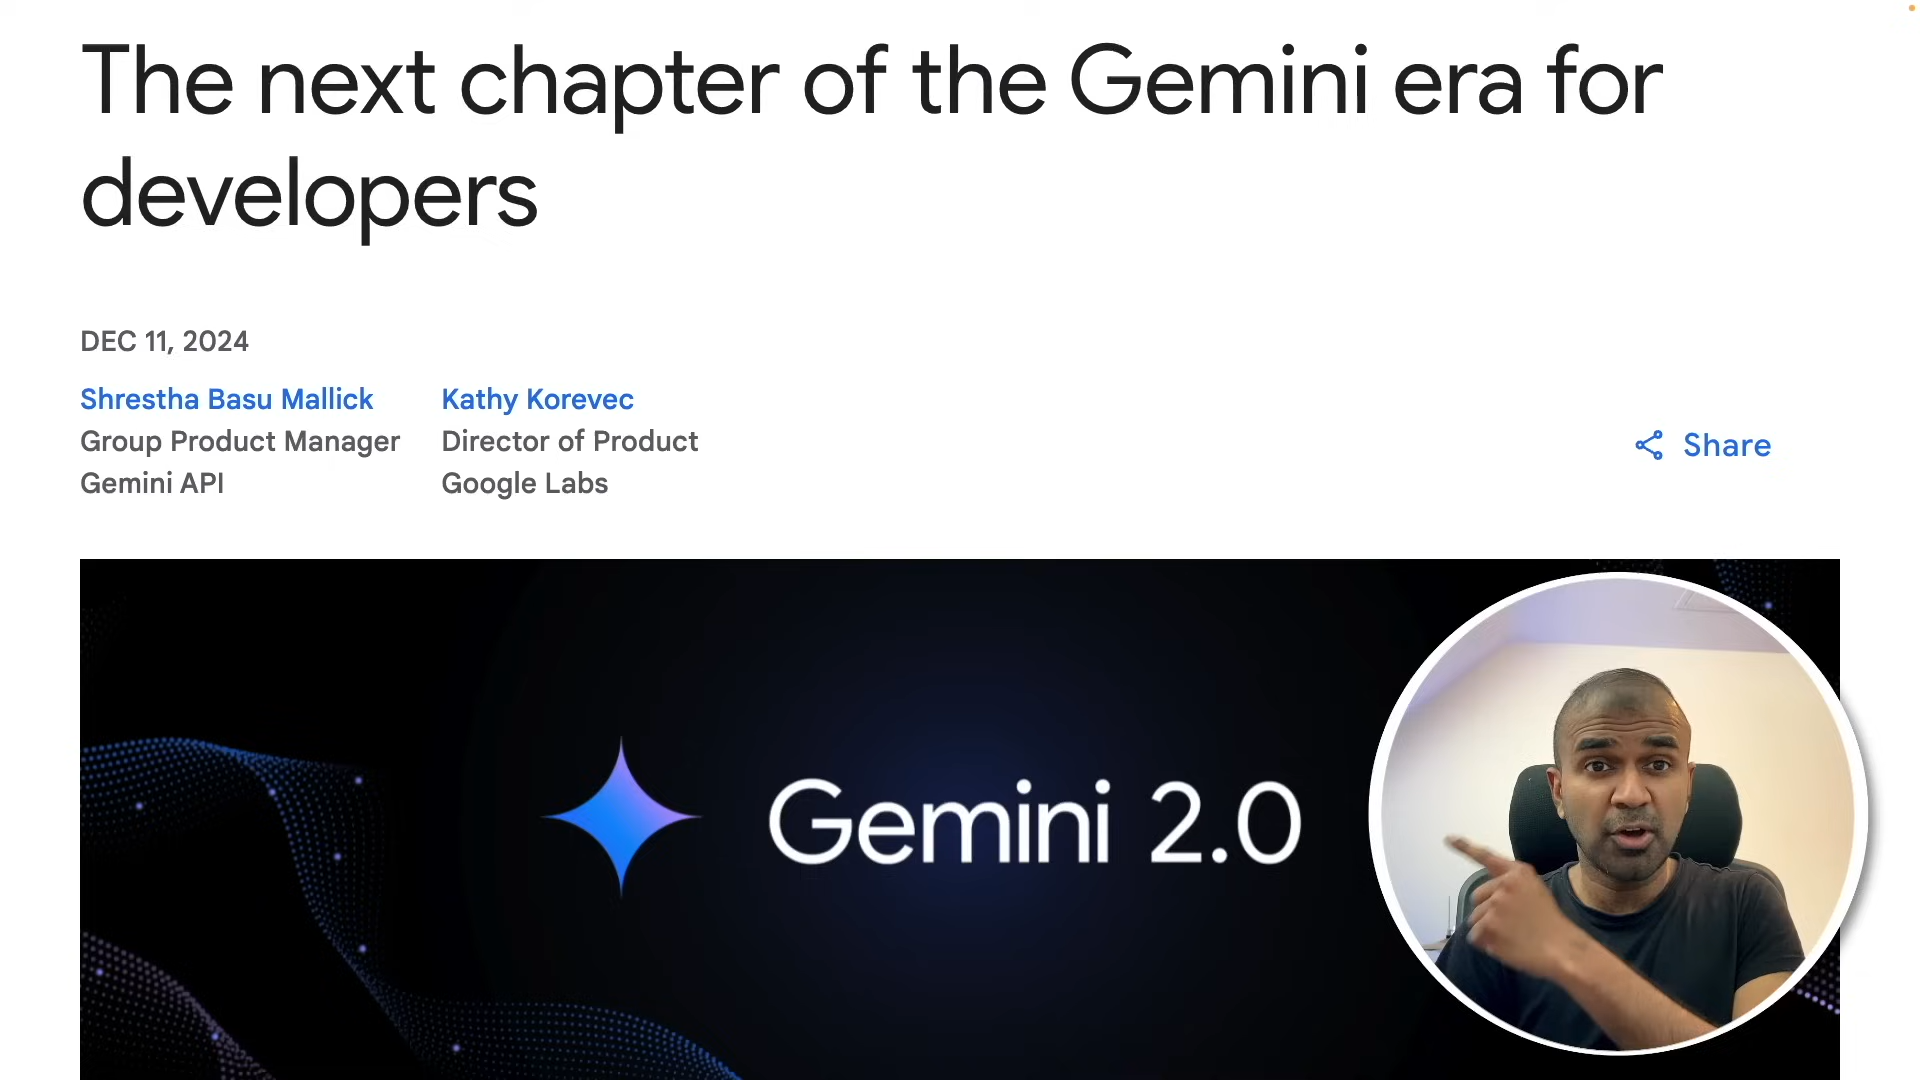 The next chapter of the Gemini era for
developers
DEC 11, 2024
Shrestha Basu Mallick
Group Product Manager
Gemini API
Kathy Korevec
Director of Product
Google Labs
Share
Gemini 2.0